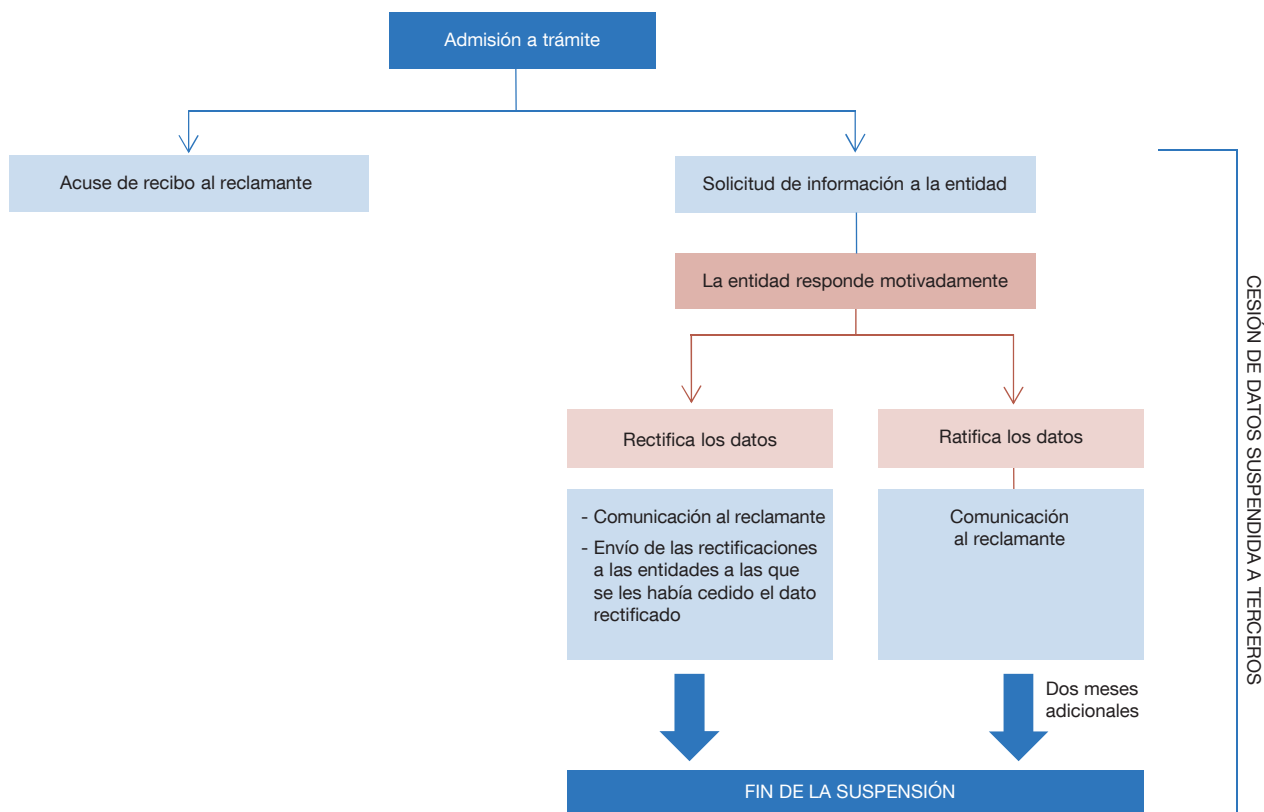 Admisión a trámite
Acuse de recibo al reclamante
Solicitud de información a la entidad
La entidad responde motivadamente
Rectifica los datos
Ratifica los datos
- Comunicación al reclamante
- Envío de las rectificaciones
a las entidades a las que
se les había cedido el dato
rectificado
Comunicación
al reclamante
Dos meses
adicionales
FIN DE LA SUSPENSIÓN
CESIÓN DE DATOS SUSPENDIDA A TERCEROS